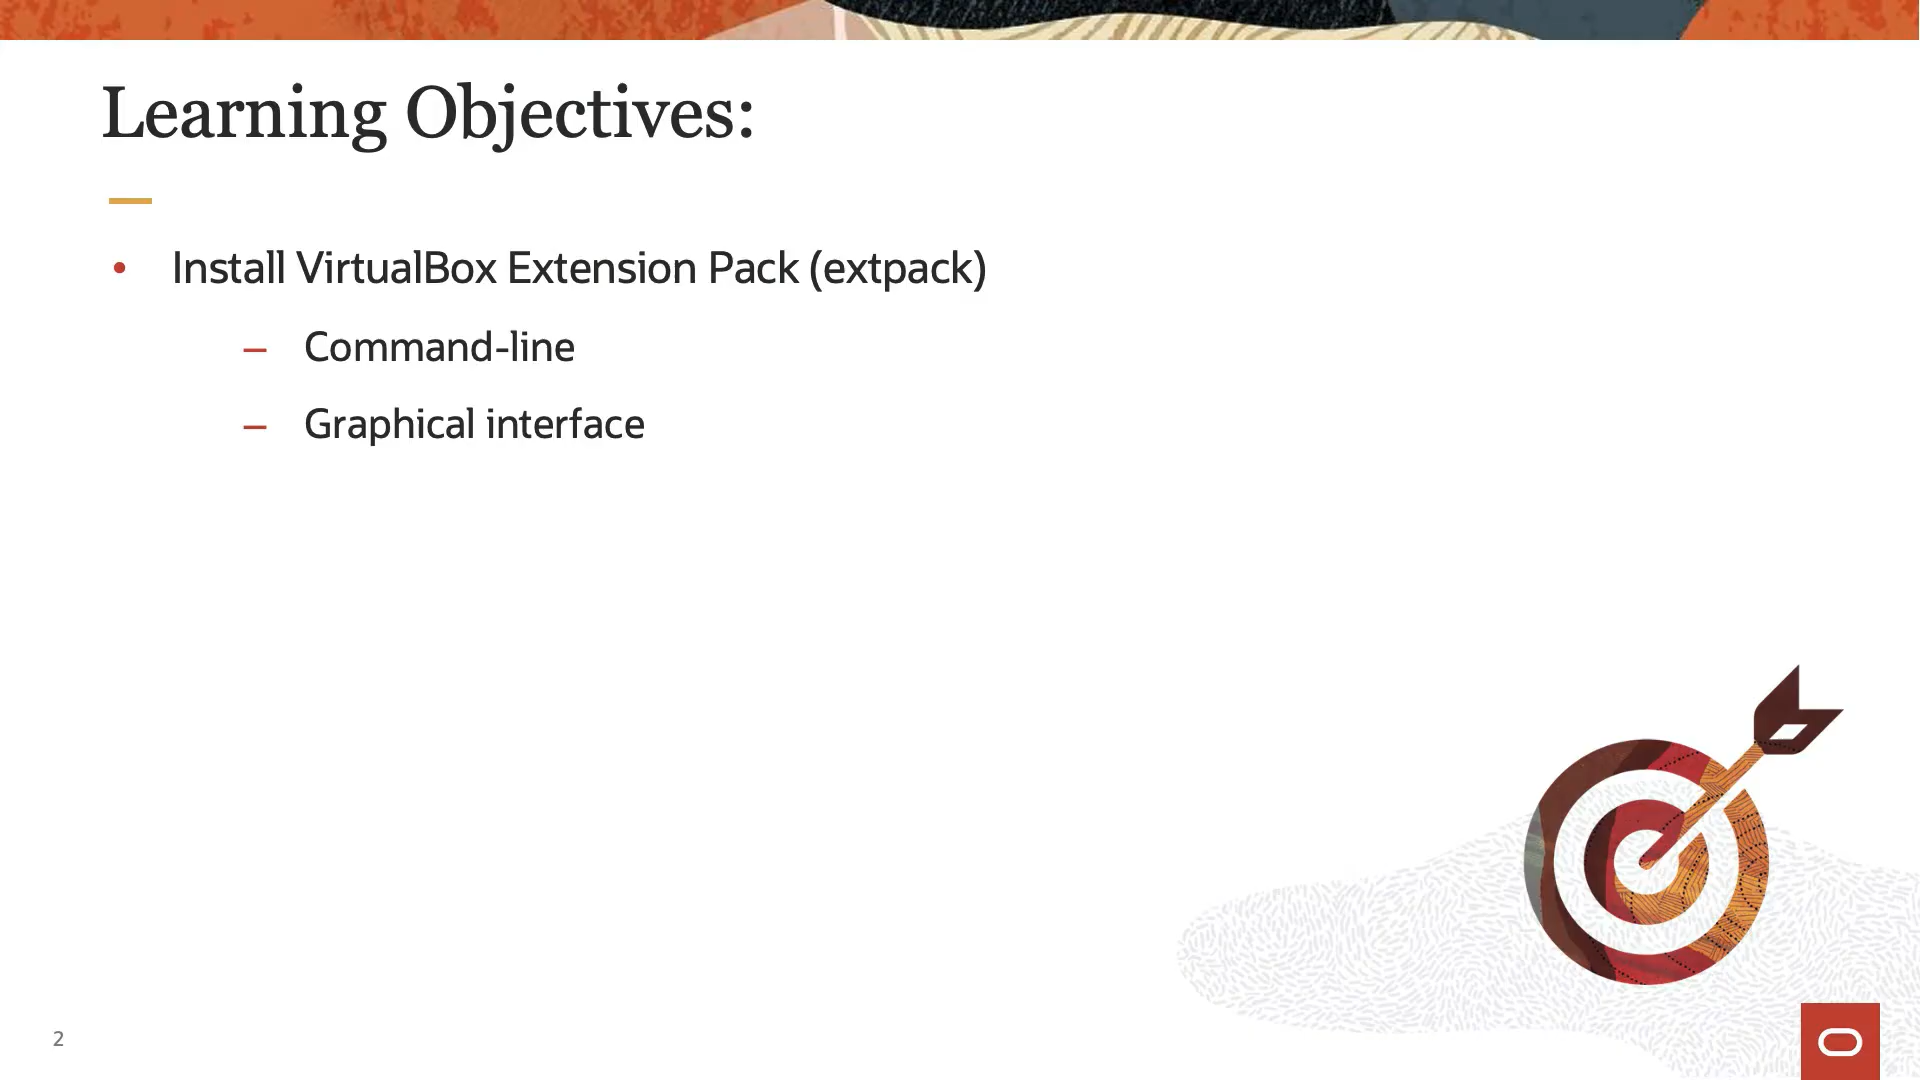 Learning Objectives:
• Install VirtualBox Extension Pack (extpack)
– Command-line
– Graphical interface
2